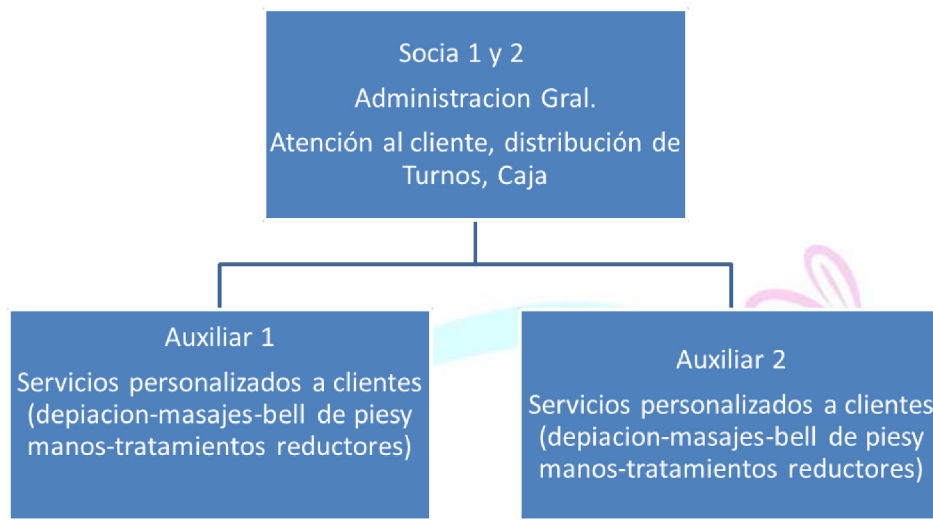 Socia 1 y 2
Administracion Gral.
Atención al cliente, distribución de
Turnos, Caja
Auxiliar 1
Servicios personalizados a clientes
(depiacion-masajes-bell de piesy
manos-tratamientos reductores)
Auxiliar 2
Servicios personalizados a clientes
(depiacion-masajes-bell de piesy
manos-tratamientos reductores)